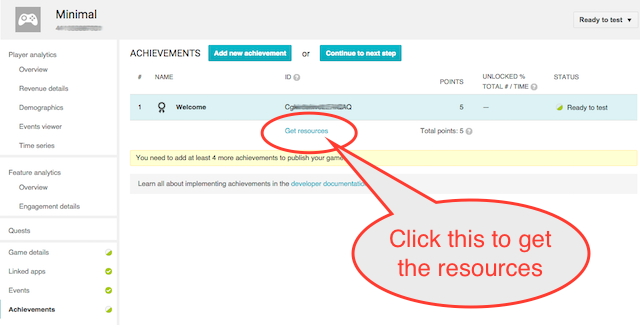 Minimal
Ready to test
Player analytics
Overview
Revenue details
Demographics
Events viewer
Time series
Feature analytics
Overview
Engagement details
Quests
Game details
Linked apps
Events
Achievements
ACHIEVEMENTS Add new achievement or Continue to next step
# NAME ID POINTS UNLOCKED % TOTAL # / TIME STATUS
1 Welcome 5 — Ready to test
Get resources Total points: 5
You need to add at least 4 more achievements to publish your game
Learn all about implementing achievements in the developer documentatio
Click this to get
the resources